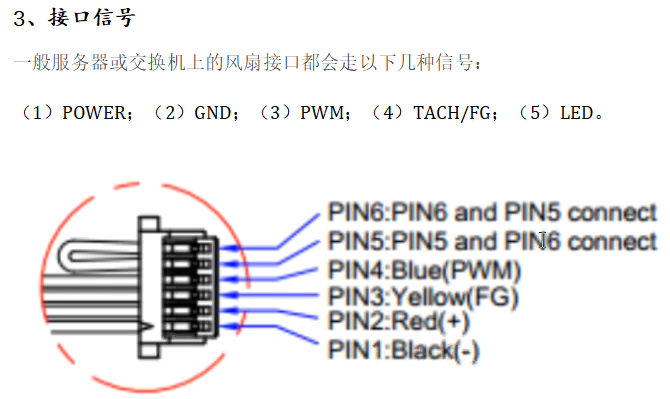 3、接口信号
一般服务器或交换机上的风扇接口都会走以下几种信号：
（1）POWER；（2）GND；（3）PWM；（4）TACH/FG；（5）LED。
PIN6:PIN6 and PIN5 connect
PIN5:PIN5 and PIN6 connect
PIN4:Blue(PWM)
PIN3:Yellow(FG)
PIN2:Red(+)
PIN1:Black(-)